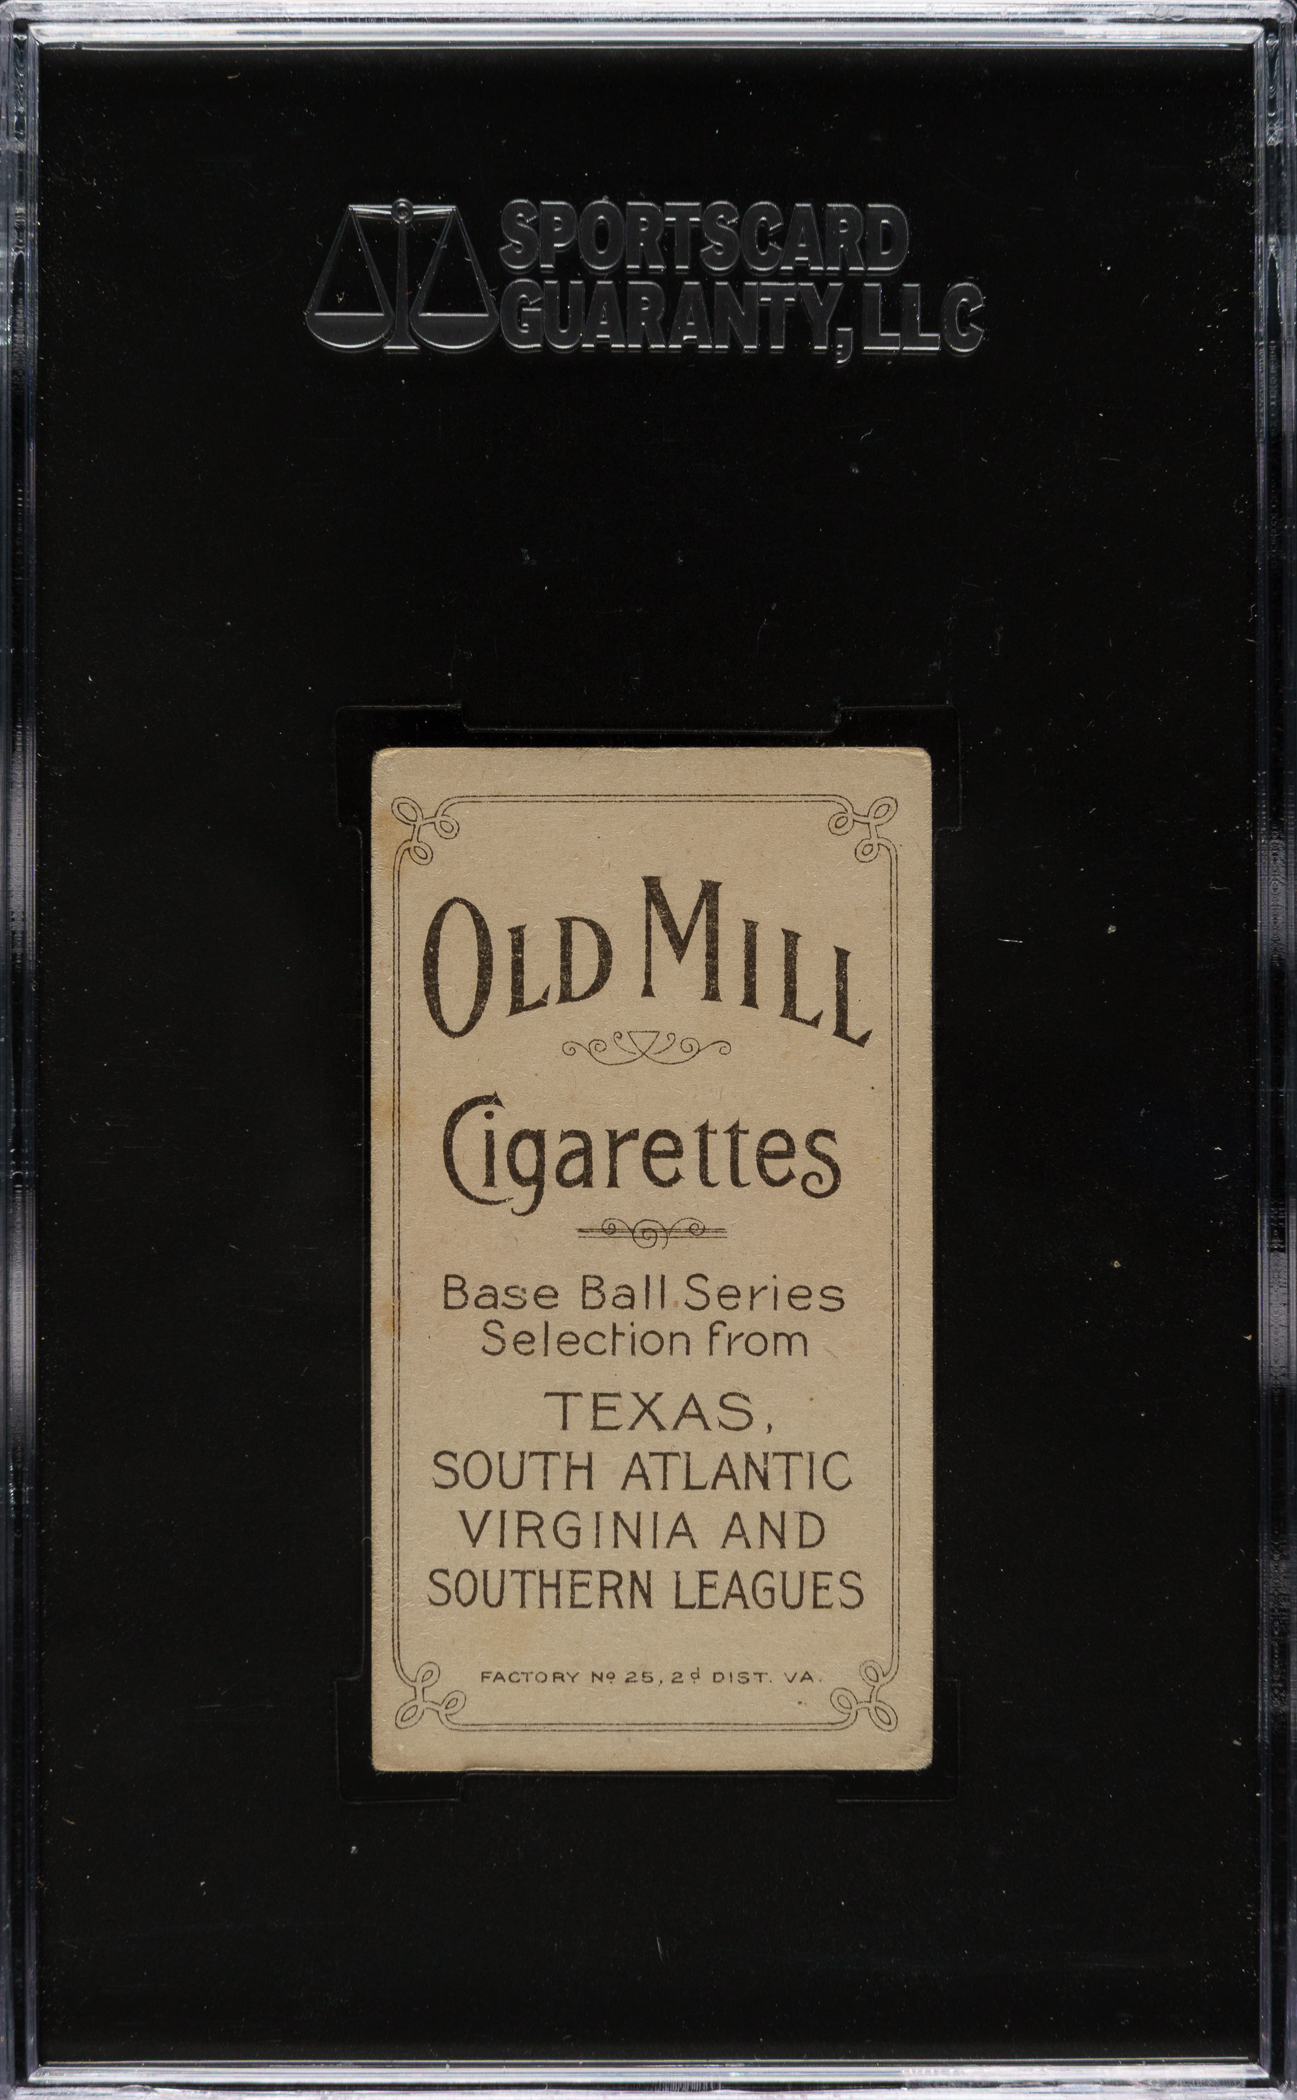 SPORTSCARD
GUARANTY, LLC
OLD MILL
Cigarettes
Base Ball Series
Selection from
TEXAS,
SOUTH ATLANTIC
VIRGINIA AND
SOUTHERN LEAGUES
FACTORY Nº 25, 2d DIST. VA.